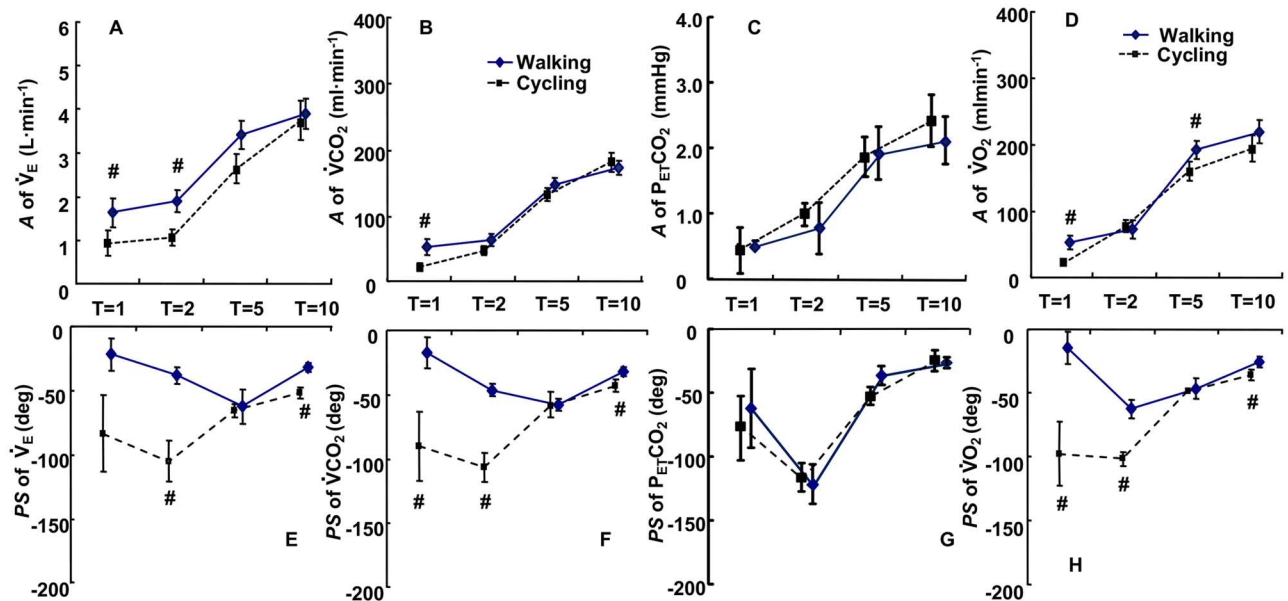 A
A of V̇E (L·min-1)
6
5
4
3
2
1
0
#
#
T=1 T=2 T=5 T=10
B
A of V̇CO2 (ml·min-1)
400
300
200
100
0
Walking
Cycling
#
T=1 T=2 T=5 T=10
C
A of PETCO2 (mmHg)
4.0
3.0
2.0
1.0
0
T=1 T=2 T=5 T=10
D
A of V̇O2 (mlmin-1)
400
300
200
100
0
Walking
Cycling
#
#
T=1 T=2 T=5 T=10
PS of V̇E (deg)
0
-50
-100
-150
-200
#
#
E
PS of V̇CO2 (deg)
0
-50
-100
-150
-200
#
#
#
F
PS of PETCO2 (deg)
0
-50
-100
-150
-200
G
PS of V̇O2 (deg)
0
-50
-100
-150
-200
#
#
#
H